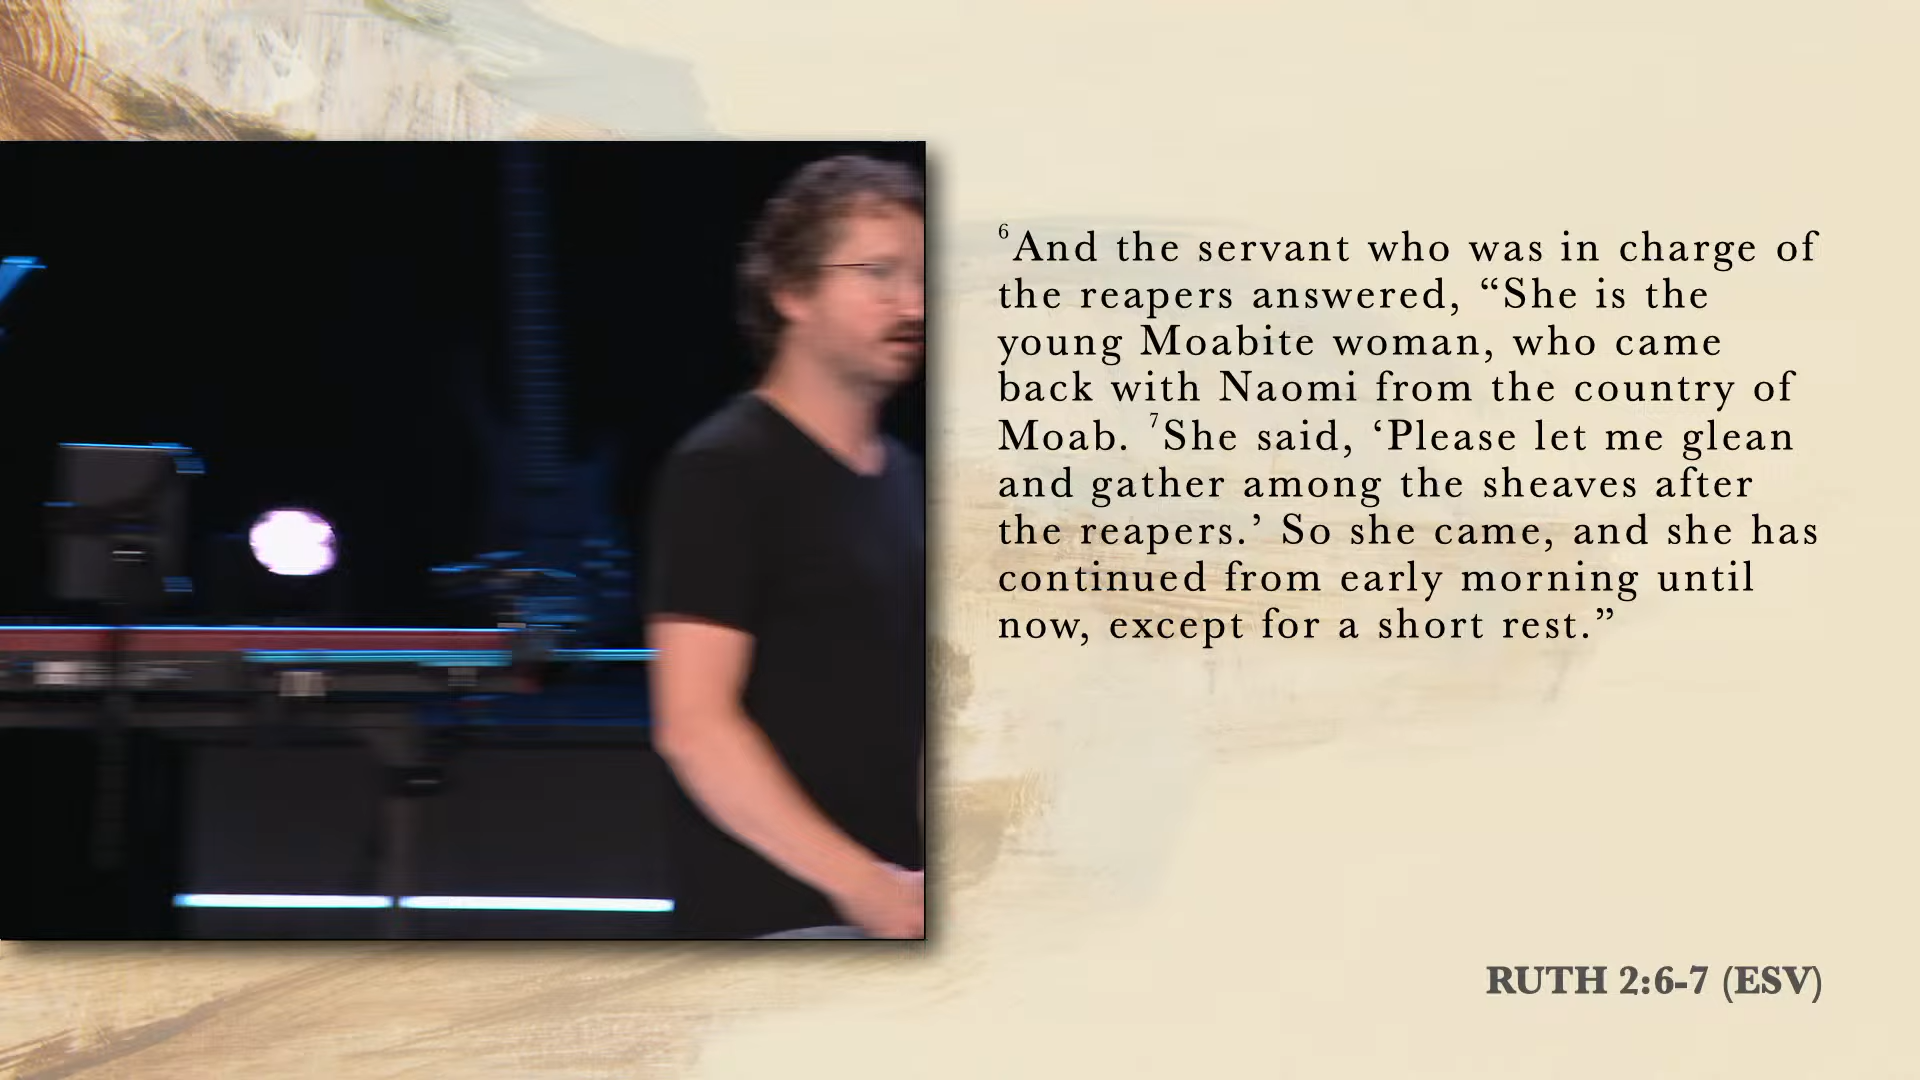 ⁶And the servant who was in charge of
the reapers answered, “She is the
young Moabite woman, who came
back with Naomi from the country of
Moab. ⁷She said, ‘Please let me glean
and gather among the sheaves after
the reapers.’ So she came, and she has
continued from early morning until
now, except for a short rest.”
RUTH 2:6-7 (ESV)